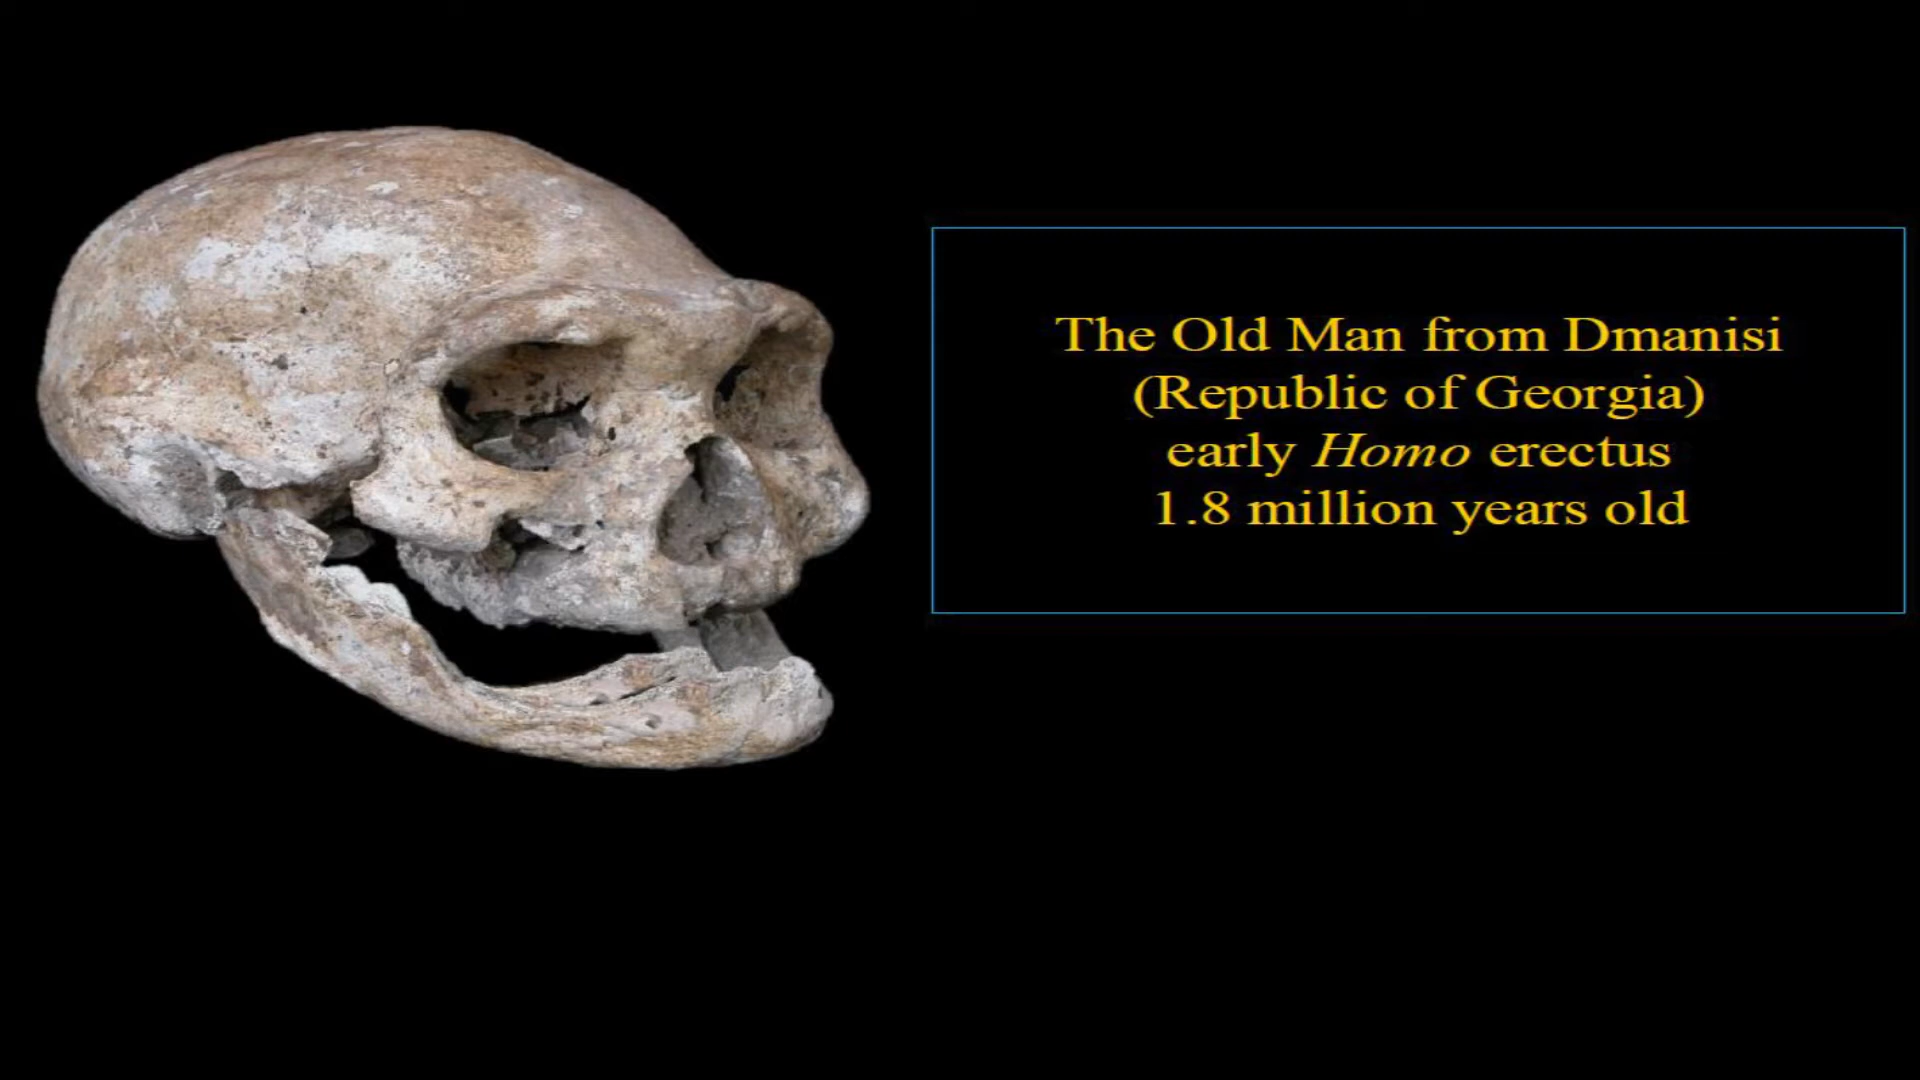 The Old Man from Dmanisi
(Republic of Georgia)
early Homo erectus
1.8 million years old